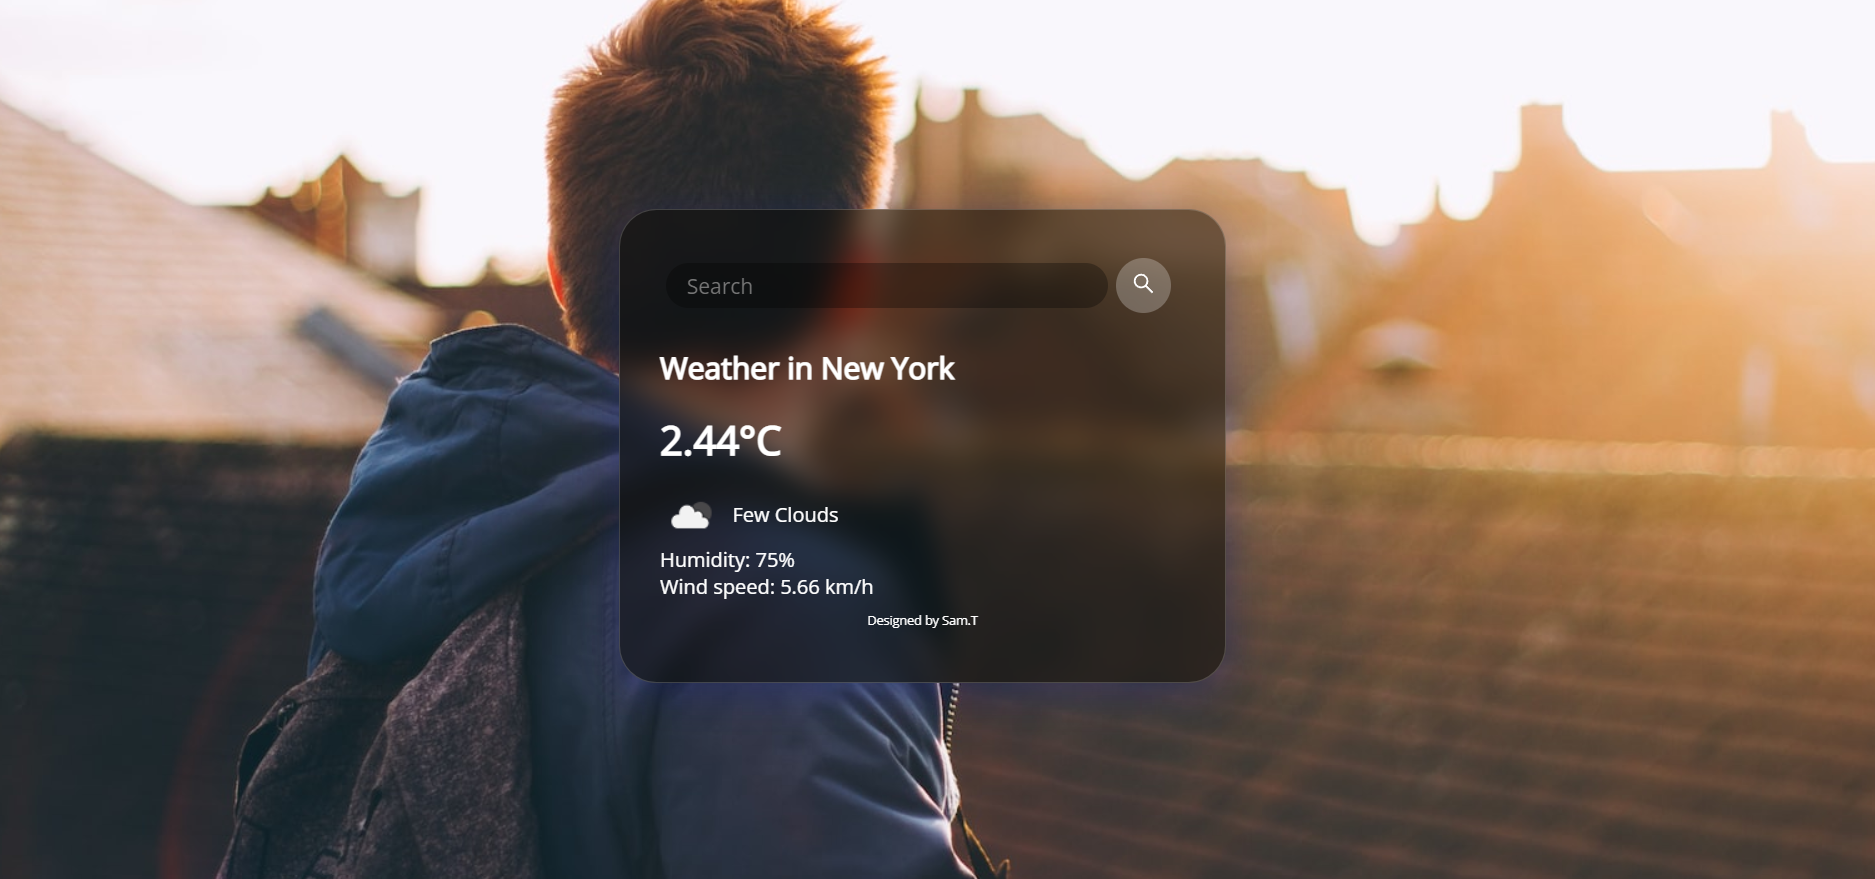 Search
Weather in New York
2.44°C
Few Clouds
Humidity: 75%
Wind speed: 5.66 km/h
Designed by Sam.T